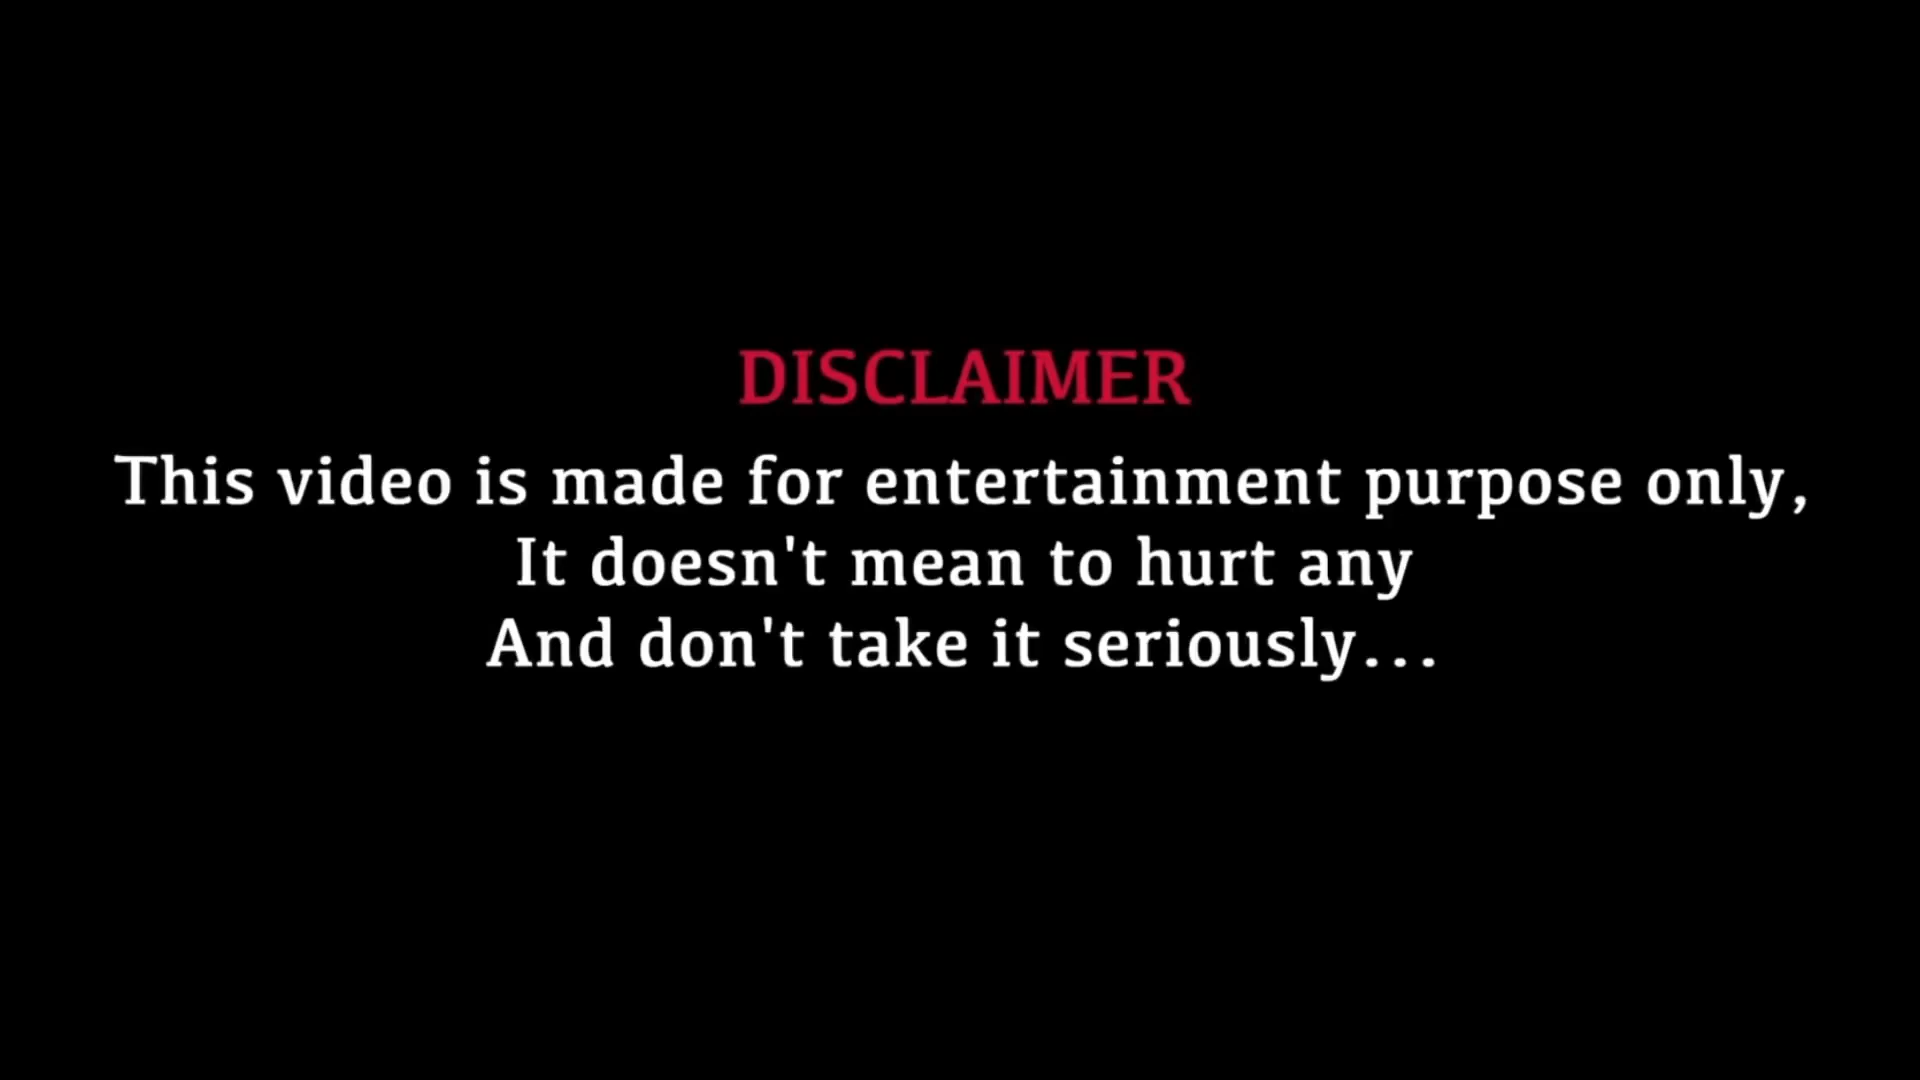 DISCLAIMER
This video is made for entertainment purpose only,
It doesn't mean to hurt any
And don't take it seriously...